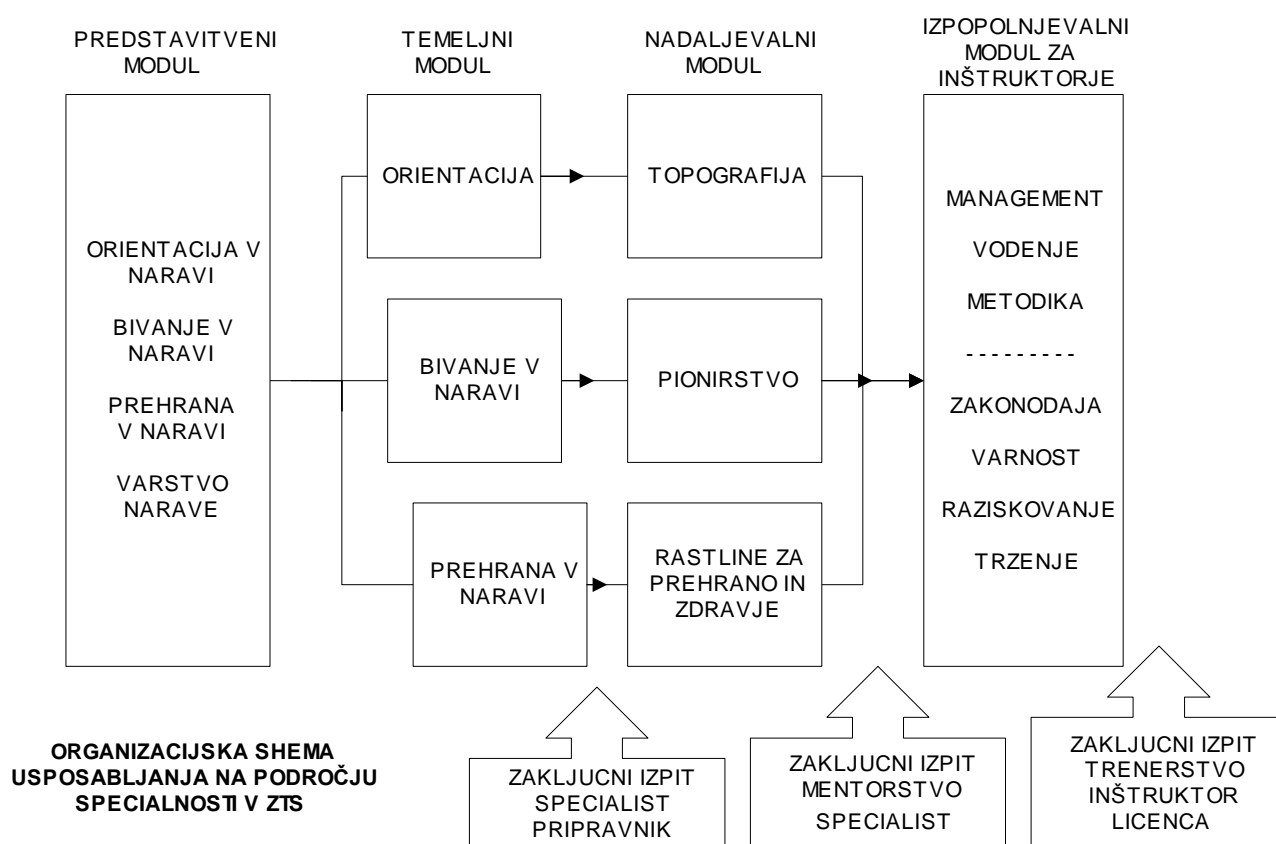 PREDSTAVITVENI
MODUL
TEMELJNI
MODUL
NADALJEVALNI
MODUL
IZPOPOLNJEVALNI
MODUL ZA
INŠTRUKTORJE
ORIENTACIJA V
NARAVI
BIVANJE V
NARAVI
PREHRANA
V NARAVI
VARSTVO
NARAVE
ORIENTACIJA
TOPOGRAFIJA
BIVANJE V
NARAVI
PIONIRSTVO
PREHRANA V
NARAVI
RASTLINE ZA
PREHRANO IN
ZDRAVJE
MANAGEMENT
VODENJE
METODIKA
- - - - - - - - -
ZAKONODAJA
VARNOST
RAZISKOVANJE
TRZENJE
ORGANIZACIJSKA SHEMA
USPOSABLJANJA NA PODROČJU
SPECIALNOSTI V ZTS
ZAKLJUCNI IZPIT
SPECIALIST
PRIPRAVNIK
ZAKLJUCNI IZPIT
MENTORSTVO
SPECIALIST
ZAKLJUCNI IZPIT
TRENERSTVO
INŠTRUKTOR
LICENCA